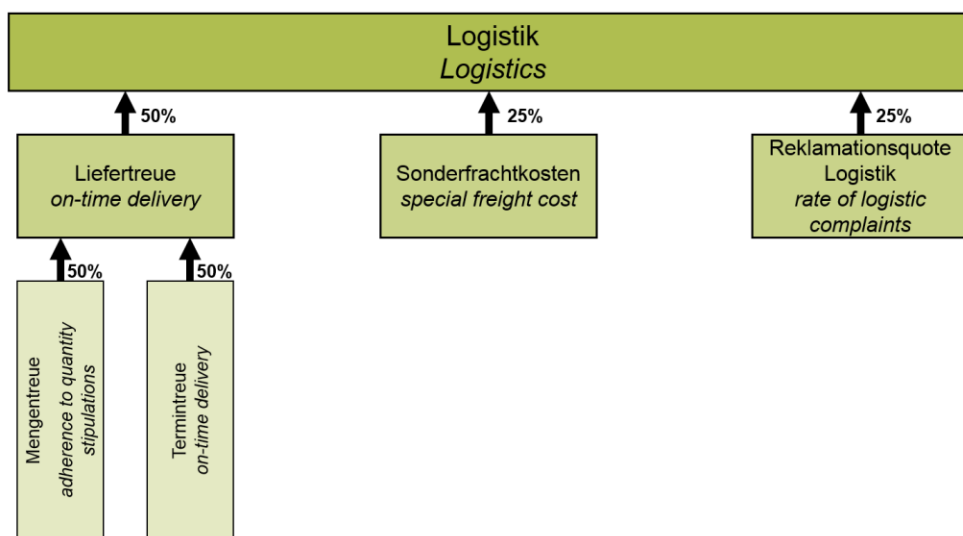 Logistik
Logistics
50%
25%
25%
Liefertreue
on-time delivery
Sonderfrachtkosten
special freight cost
Reklamationsquote
Logistik
rate of logistic
complaints
50%
50%
Mengentreue
adherence to quantity
stipulations
Termintreue
on-time delivery